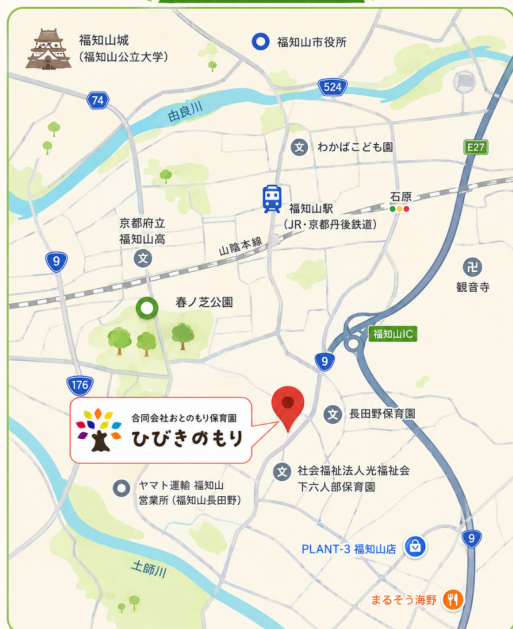 福知山城
(福知山公立大学)
福知山市役所
74
524
由良川
わかばこども園
E27
石原
福知山駅
(JR・京都丹後鉄道)
京都府立
福知山高
山陰本線
9
観音寺
春ノ芝公園
福知山IC
9
176
合同会社おとのもり保育園
ひびきのもり
長田野保育園
社会福祉法人光福祉会
下六人部保育園
ヤマト運輸 福知山
営業所(福知山長田野)
9
PLANT-3 福知山店
土師川
まるそう海野
文
文
文
文
卍